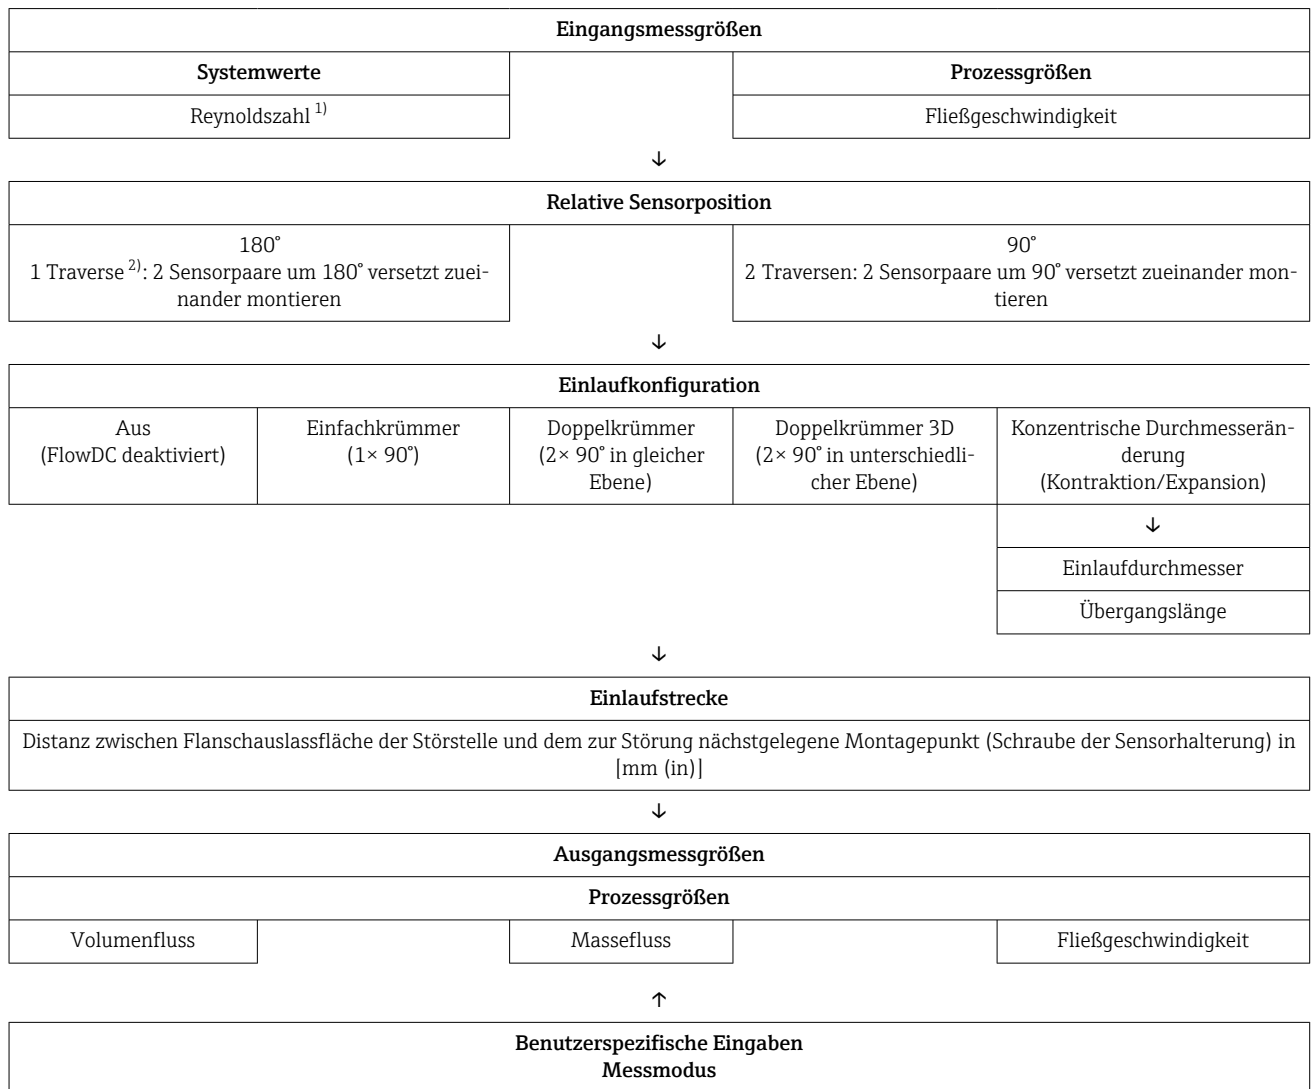 Eingangsmessgrößen
Systemwerte
Prozessgrößen
Reynoldszahl 1)
Fließgeschwindigkeit
↓
Relative Sensorposition
180°
1 Traverse 2): 2 Sensorpaare um 180° versetzt zuei-
nander montieren
90°
2 Traversen: 2 Sensorpaare um 90° versetzt zueinander mon-
tieren
↓
Einlaufkonfiguration
Aus
(FlowDC deaktiviert)
Einfachkrümmer
(1× 90°)
Doppelkrümmer
(2× 90° in gleicher
Ebene)
Doppelkrümmer 3D
(2× 90° in unterschiedli-
cher Ebene)
Konzentrische Durchmesserän-
derung
(Kontraktion/Expansion)
↓
Einlaufdurchmesser
Übergangslänge
↓
Einlaufstrecke
Distanz zwischen Flanschauslassfläche der Störstelle und dem zur Störung nächstgelegene Montagepunkt (Schraube der Sensorhalterung) in
[mm (in)]
↓
Ausgangsmessgrößen
Prozessgrößen
Volumenfluss
Massefluss
Fließgeschwindigkeit
↑
Benutzerspezifische Eingaben
Messmodus